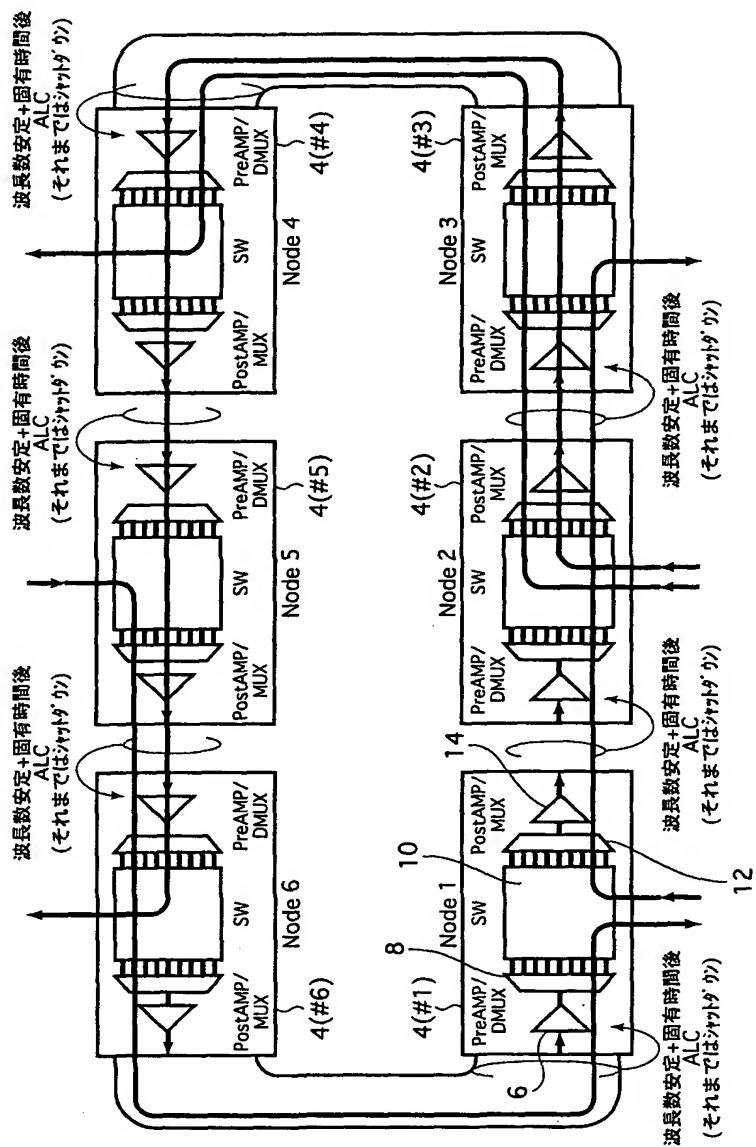 波長数安定+固有時間後
ALC
(それまではシャットダウン)
波長数安定+固有時間後
ALC
(それまではシャットダウン)
波長数安定+固有時間後
ALC
(それまではシャットダウン)
PostAMP/
MUX
SW
PreAMP/
DMUX
4(#6)
Node 6
PostAMP/
MUX
SW
PreAMP/
DMUX
Node 5
4(#5)
PostAMP/
MUX
SW
PreAMP/
DMUX
Node 4
4(#4)
4(#1)
PreAMP/
DMUX
Node 1
SW
PostAMP/
MUX
6
8
10
12
14
PreAMP/
DMUX
Node 2
SW
PostAMP/
MUX
4(#2)
PreAMP/
DMUX
Node 3
SW
PostAMP/
MUX
4(#3)
波長数安定+固有時間後
ALC
(それまではシャットダウン)
波長数安定+固有時間後
ALC
(それまではシャットダウン)
波長数安定+固有時間後
ALC
(それまではシャットダウン)